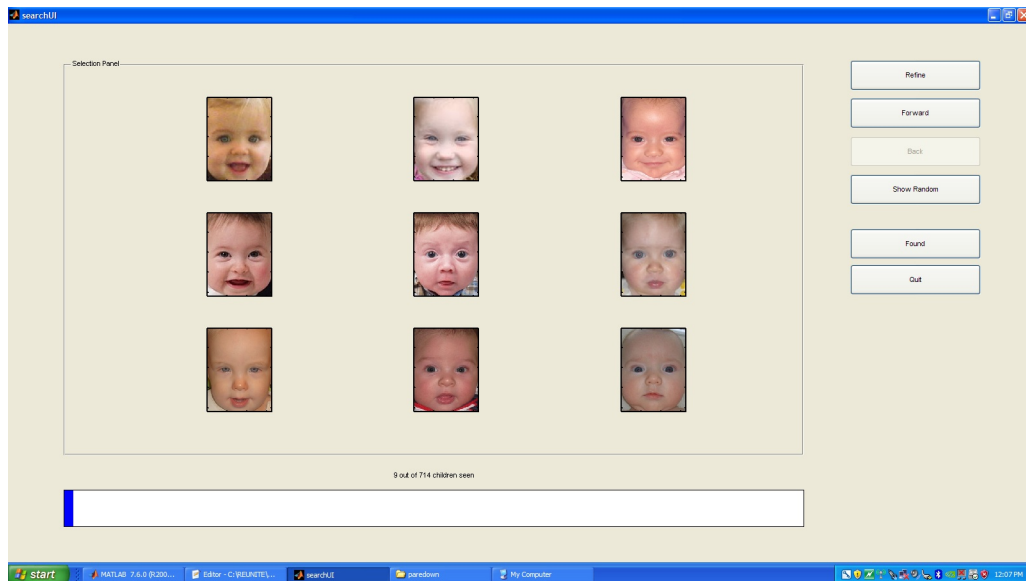 searchUI
Selection Panel
Refine
Forward
Back
Show Random
Found
Quit
9 out of 714 children seen
start
MATLAB 7.6.0 (R200...
Editor - C:\REUNITE\...
searchUI
paredown
My Computer
12:07 PM